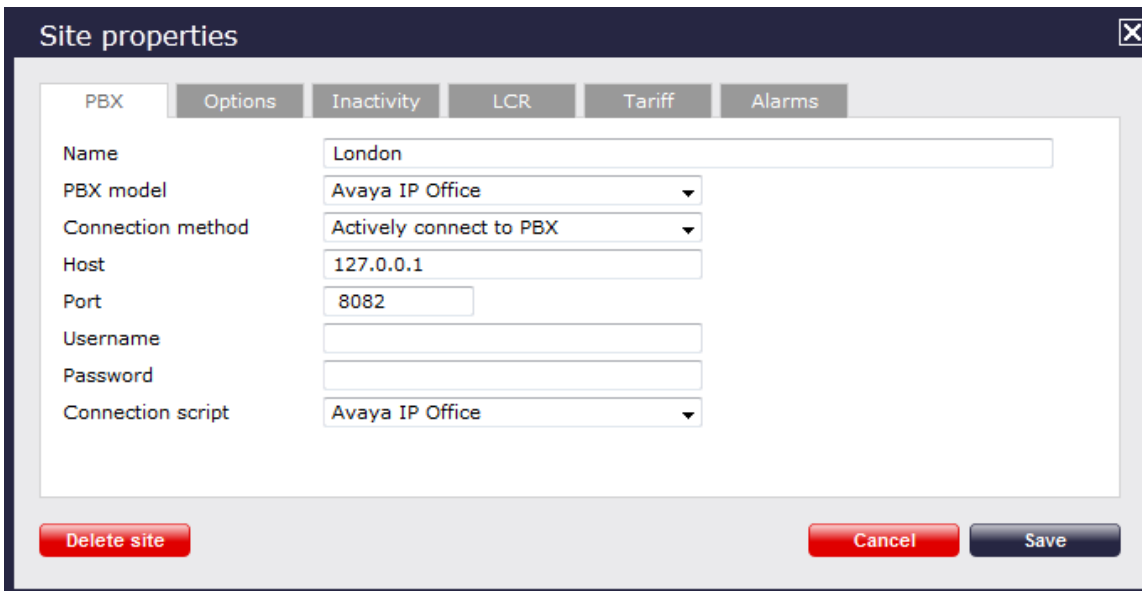 Site properties
PBX Options Inactivity LCR Tariff Alarms
Name London
PBX model Avaya IP Office
Connection method Actively connect to PBX
Host 127.0.0.1
Port 8082
Username
Password
Connection script Avaya IP Office
Delete site Cancel Save